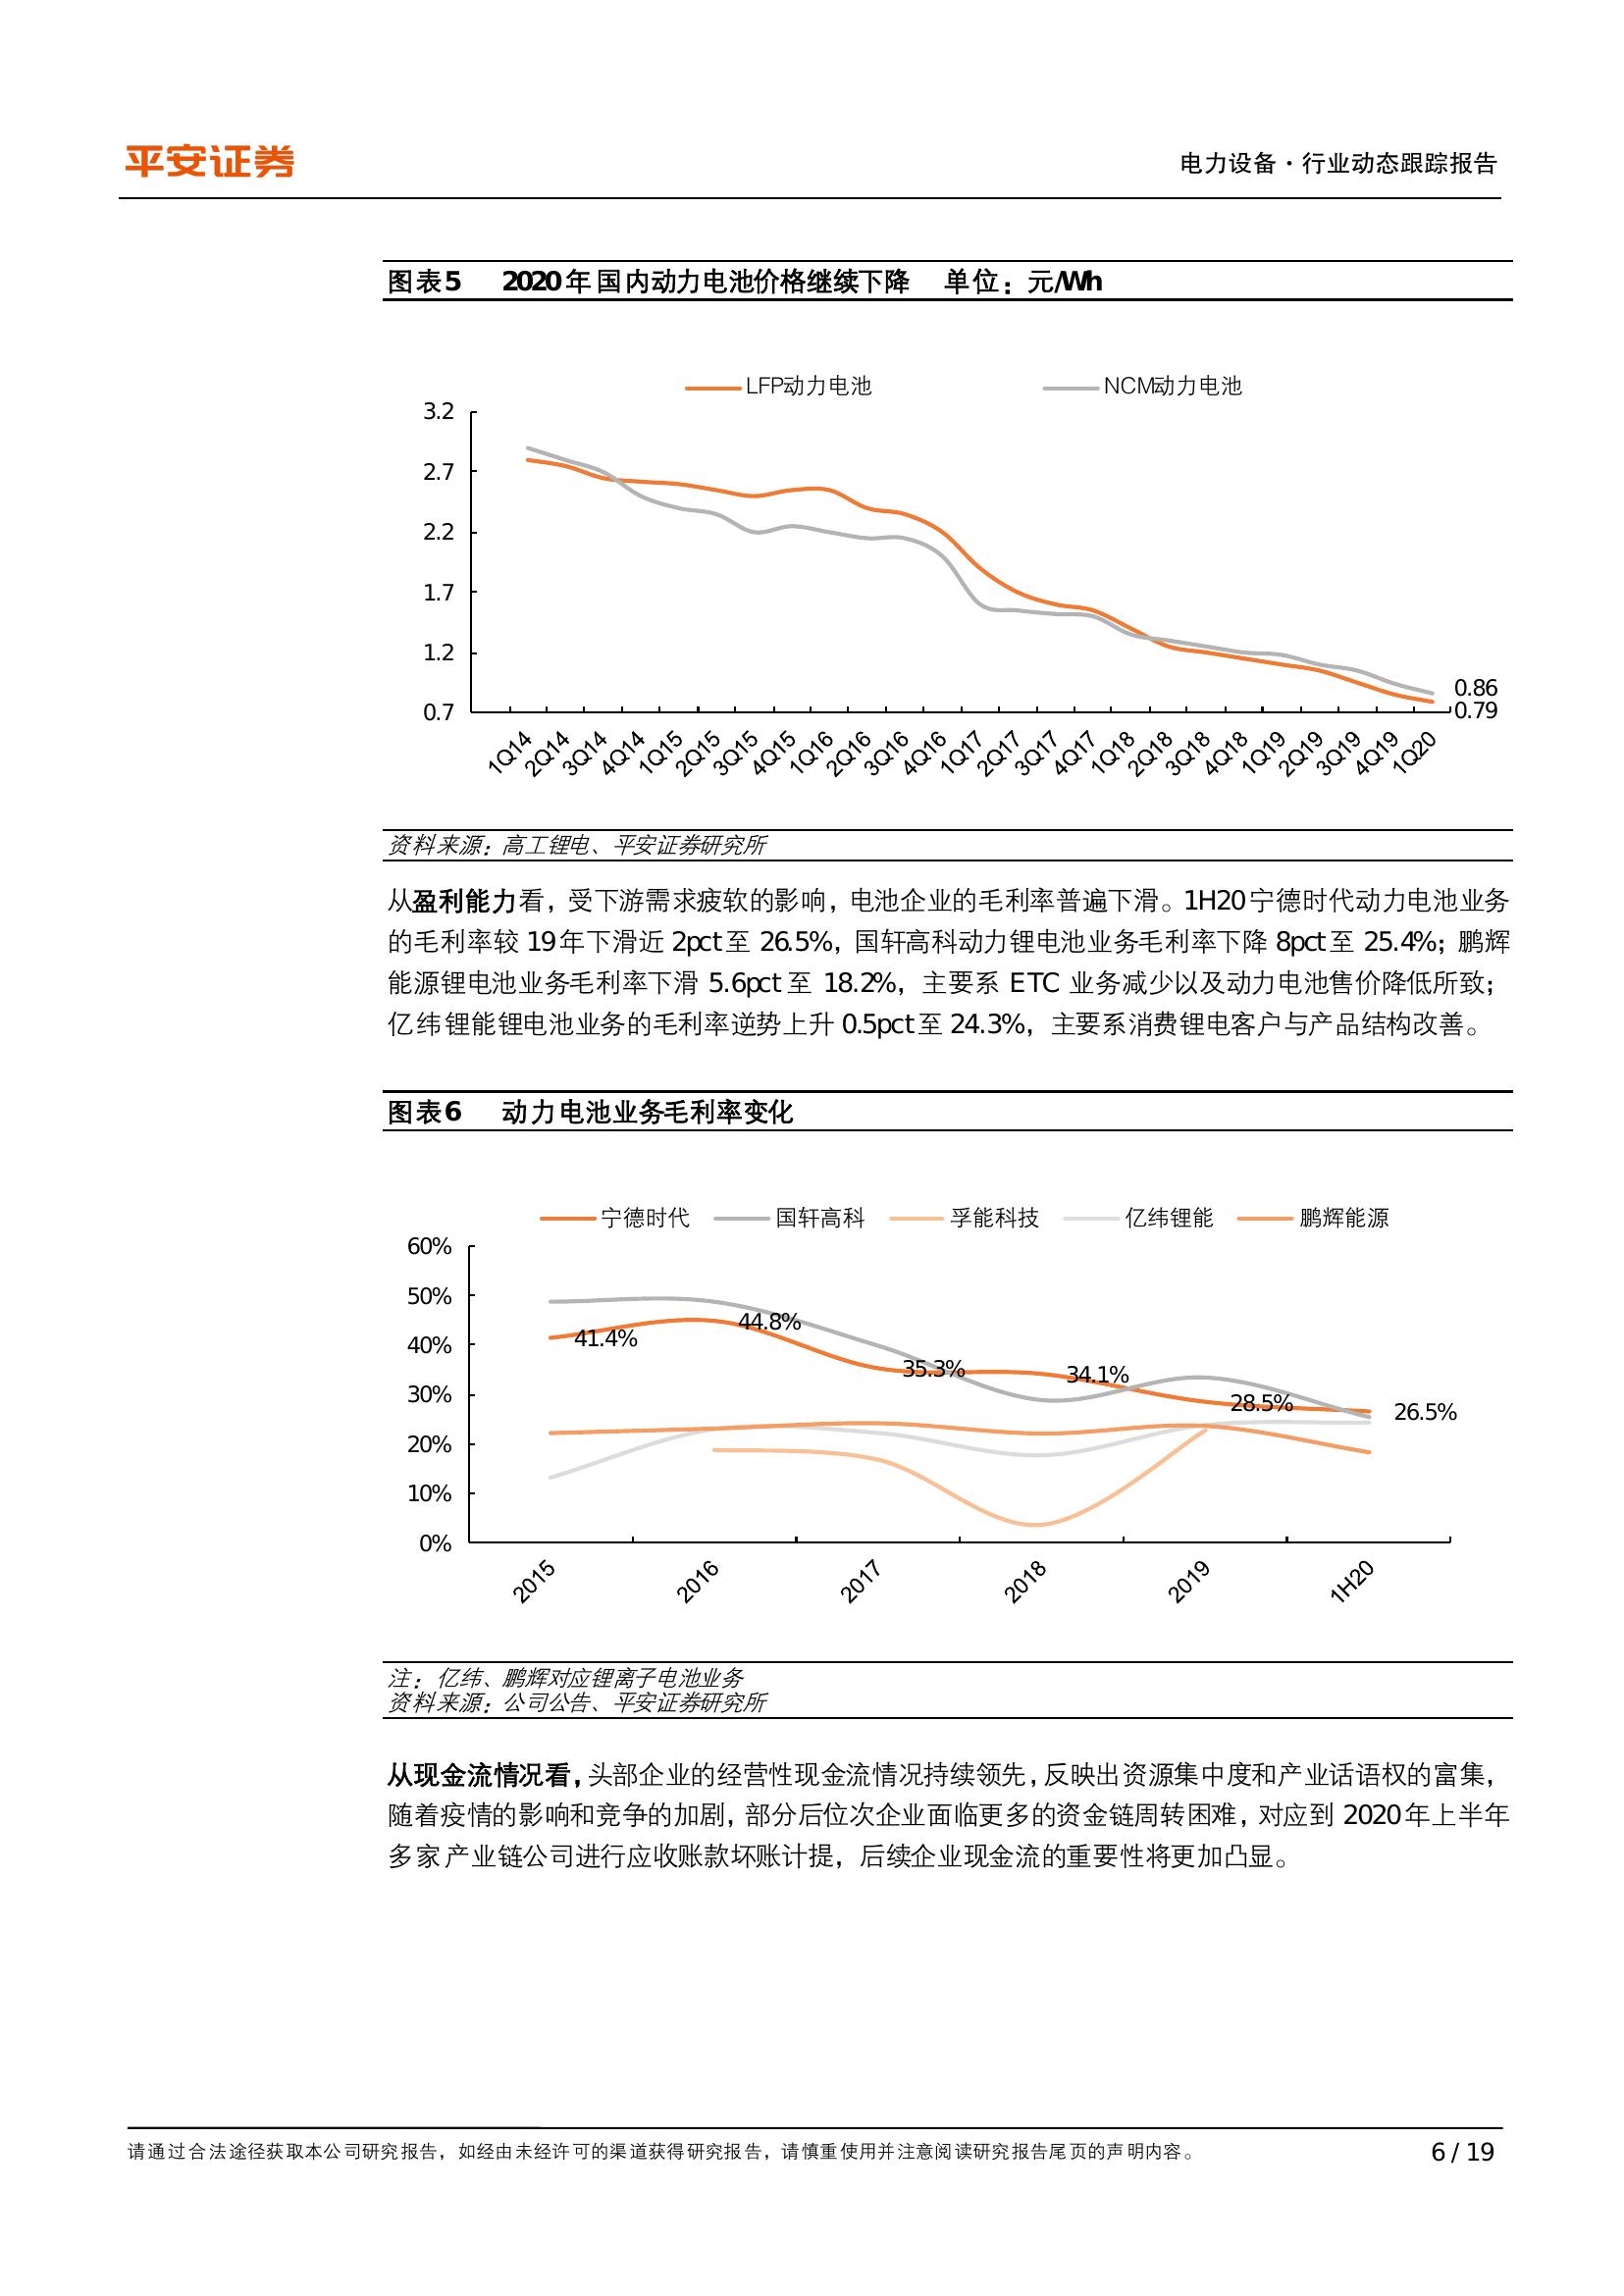 平安证券
电力设备·行业动态跟踪报告
图表5 2020年国内动力电池价格继续下降 单位：元/Wh
LFP动力电池 NCM动力电池
3.2
2.7
2.2
1.7
1.2
0.7
0.86
0.79
1Q14 2Q14 3Q14 4Q14 1Q15 2Q15 3Q15 4Q15 1Q16 2Q16 3Q16 4Q16 1Q17 2Q17 3Q17 4Q17 1Q18 2Q18 3Q18 4Q18 1Q19 2Q19 3Q19 4Q19 1Q20
资料来源：高工锂电、平安证券研究所
从盈利能力看，受下游需求疲软的影响，电池企业的毛利率普遍下滑。1H20宁德时代动力电池业务
的毛利率较 19年下滑近 2pct至 26.5%，国轩高科动力锂电池业务毛利率下降 8pct至 25.4%；鹏辉
能源锂电池业务毛利率下滑 5.6pct 至 18.2%，主要系 ETC 业务减少以及动力电池售价降低所致；
亿纬锂能锂电池业务的毛利率逆势上升 0.5pct至 24.3%，主要系消费锂电客户与产品结构改善。
图表6 动力电池业务毛利率变化
宁德时代 国轩高科 孚能科技 亿纬锂能 鹏辉能源
60%
50%
40%
30%
20%
10%
0%
41.4%
44.8%
35.3%
34.1%
28.5%
26.5%
2015 2016 2017 2018 2019 1H20
注：亿纬、鹏辉对应锂离子电池业务
资料来源：公司公告、平安证券研究所
从现金流情况看，头部企业的经营性现金流情况持续领先，反映出资源集中度和产业话语权的富集，
随着疫情的影响和竞争的加剧，部分后位次企业面临更多的资金链周转困难，对应到 2020年上半年
多家产业链公司进行应收账款坏账计提，后续企业现金流的重要性将更加凸显。
请通过合法途径获取本公司研究报告，如经由未经许可的渠道获得研究报告，请慎重使用并注意阅读研究报告尾页的声明内容。
6 / 19